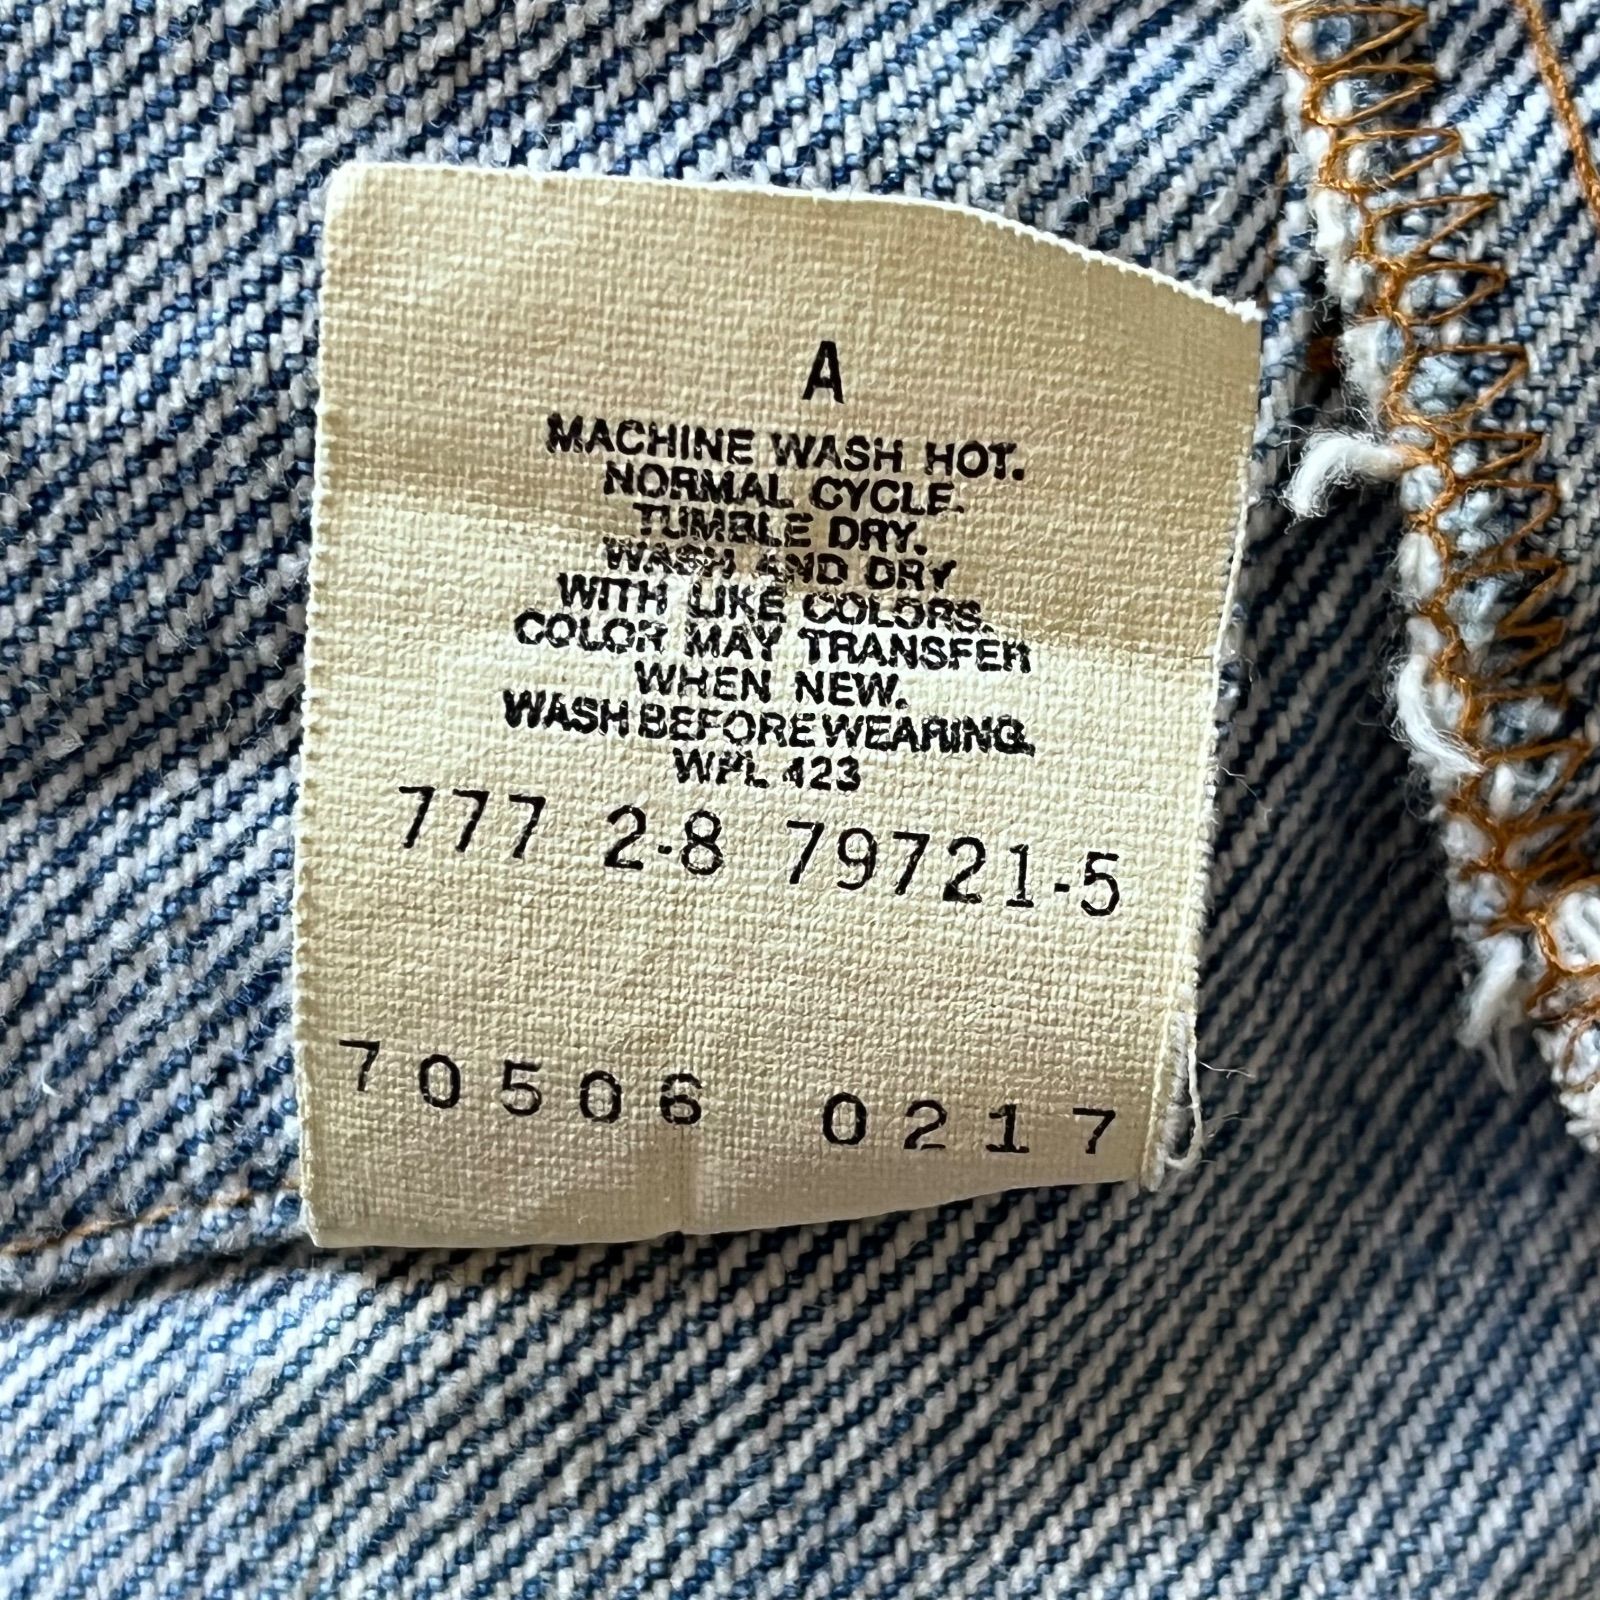 A
MACHINE WASH HOT.
NORMAL CYCLE.
TUMBLE DRY.
WASH AND DRY
WITH LIKE COLORS.
COLOR MAY TRANSFER
WHEN NEW.
WASH BEFORE WEARING.
WPL 423
777 2-8 79721-5
70506 0217